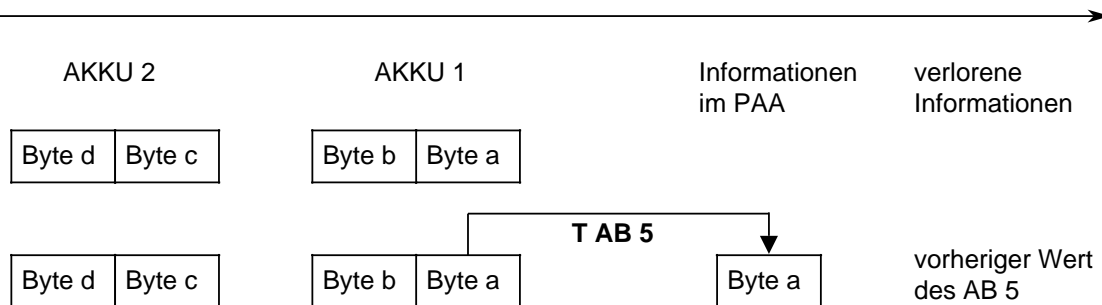 AKKU 2 AKKU 1 Informationen verlorene
im PAA Informationen
Byte d Byte c Byte b Byte a
T AB 5
Byte d Byte c Byte b Byte a Byte a vorheriger Wert
des AB 5